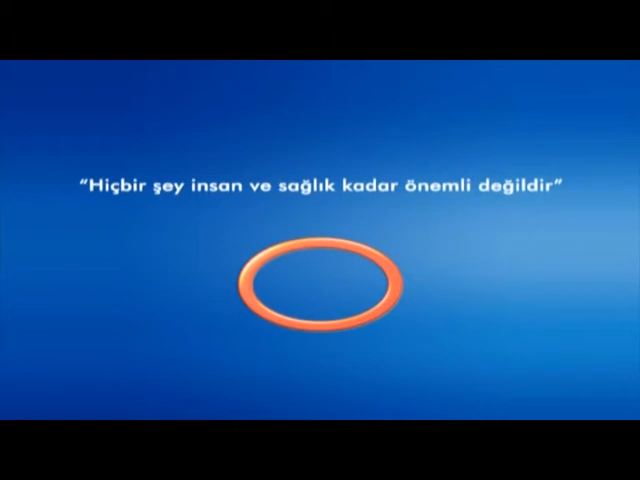 “Hiçbir şey insan ve sağlık kadar önemli değildir”